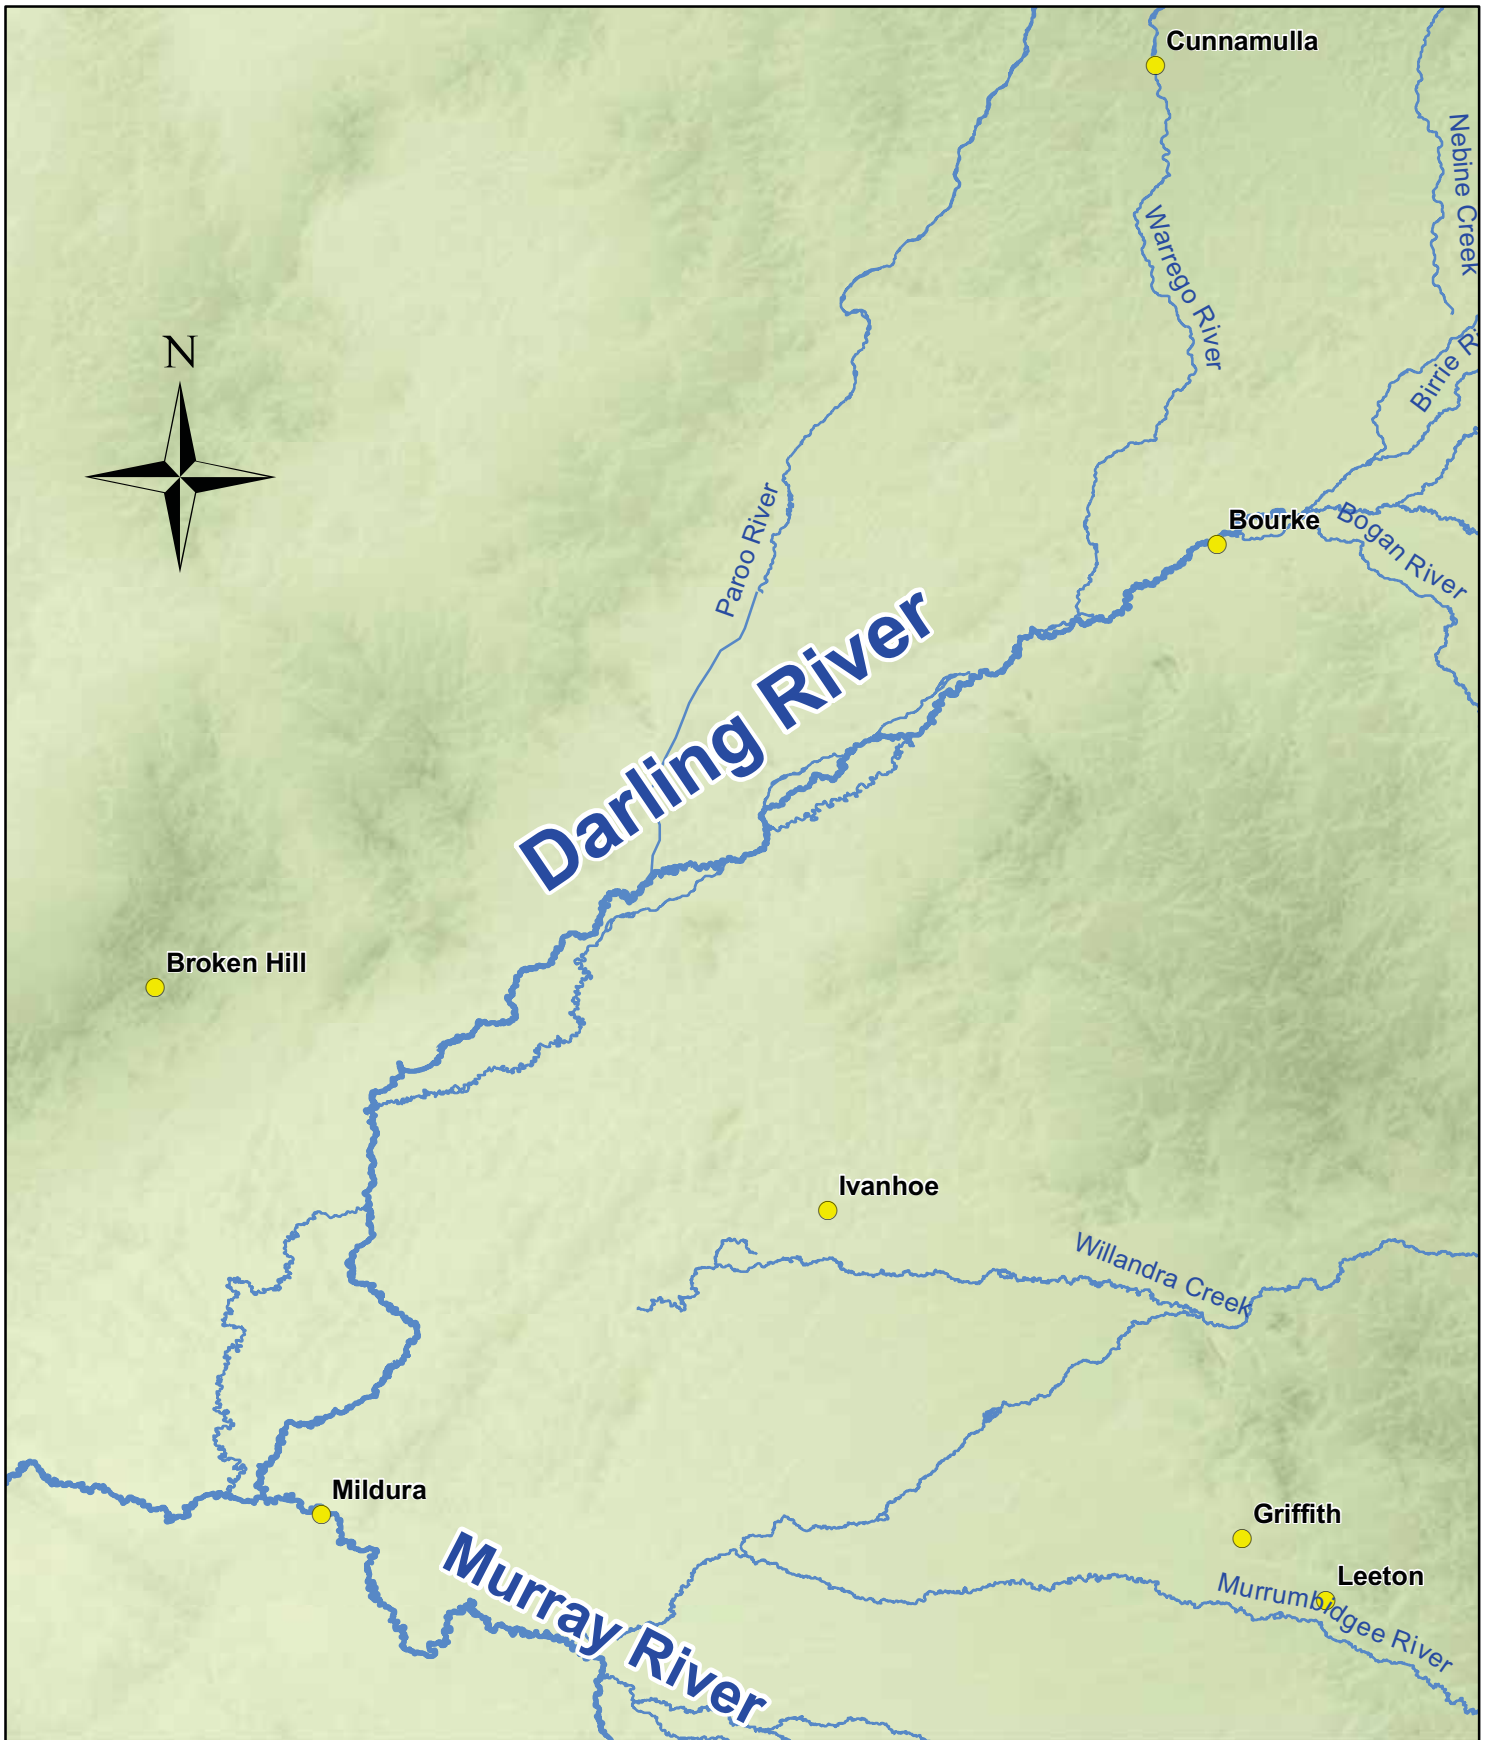 Cunnamulla
Nebine Creek
Warrego River
N
Birrie R
Paroo River
Bourke
Bogan River
Darling River
Broken Hill
Ivanhoe
Willandra Creek
Mildura
Griffith
Murray River
Leeton
Murrumbidgee River